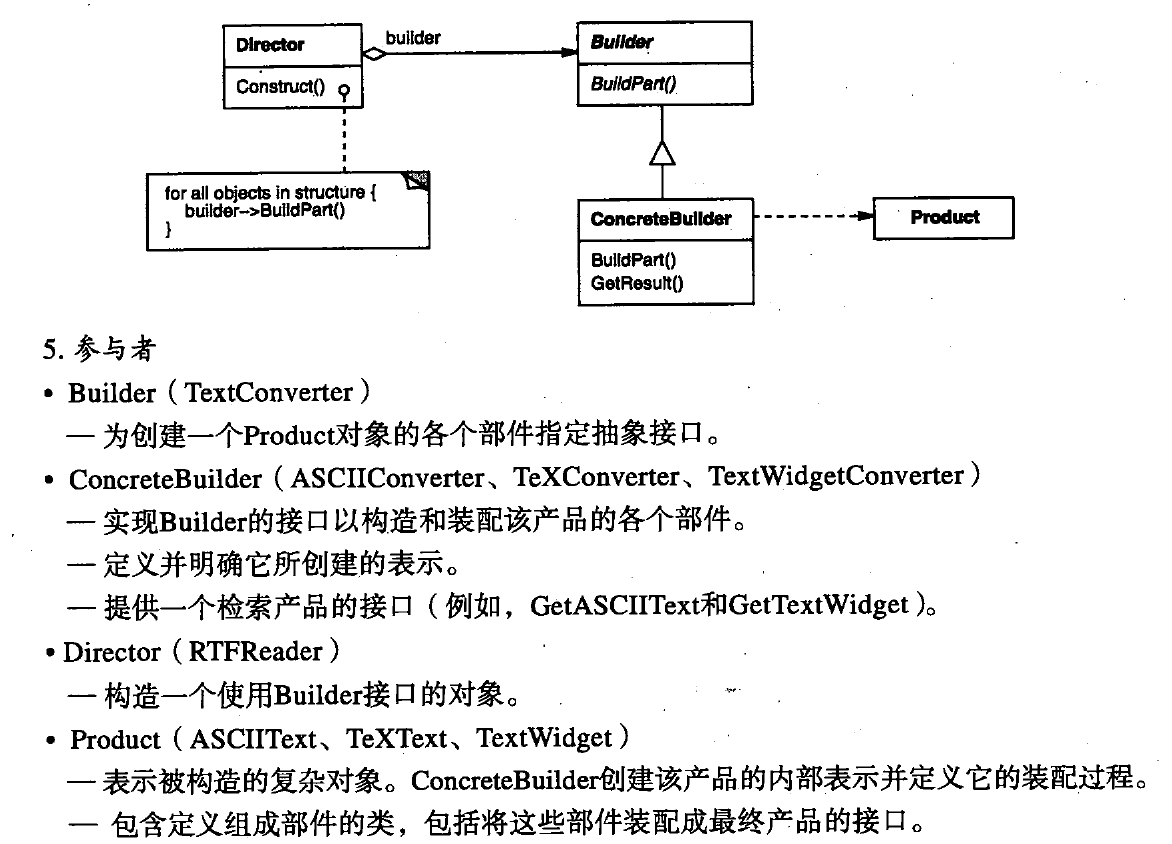 Director
builder
Builder
Construct()
BuildPart()
for all objects in structure {
builder->BuildPart()
}
ConcreteBuilder
Product
BuildPart()
GetResult()
5. 参与者
• Builder（TextConverter）
— 为创建一个Product对象的各个部件指定抽象接口。
• ConcreteBuilder（ASCIIConverter、TeXConverter、TextWidgetConverter）
— 实现Builder的接口以构造和装配该产品的各个部件。
— 定义并明确它所创建的表示。
— 提供一个检索产品的接口（例如，GetASCIIText和GetTextWidget）。
• Director（RTFReader）
— 构造一个使用Builder接口的对象。
• Product（ASCIIText、TeXText、TextWidget）
— 表示被构造的复杂对象。ConcreteBuilder创建该产品的内部表示并定义它的装配过程。
— 包含定义组成部件的类，包括将这些部件装配成最终产品的接口。